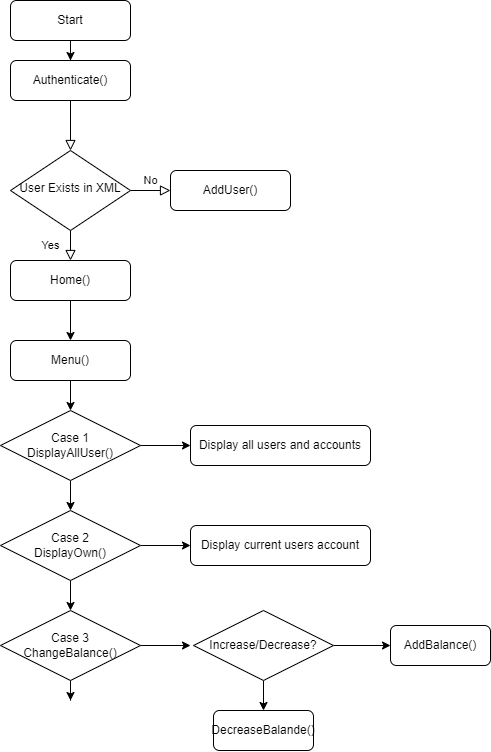 Start
Authenticate()
User Exists in XML
No
AddUser()
Yes
Home()
Menu()
Case 1
DisplayAllUser()
Display all users and accounts
Case 2
DisplayOwn()
Display current users account
Case 3
ChangeBalance()
Increase/Decrease?
AddBalance()
DecreaseBalande()